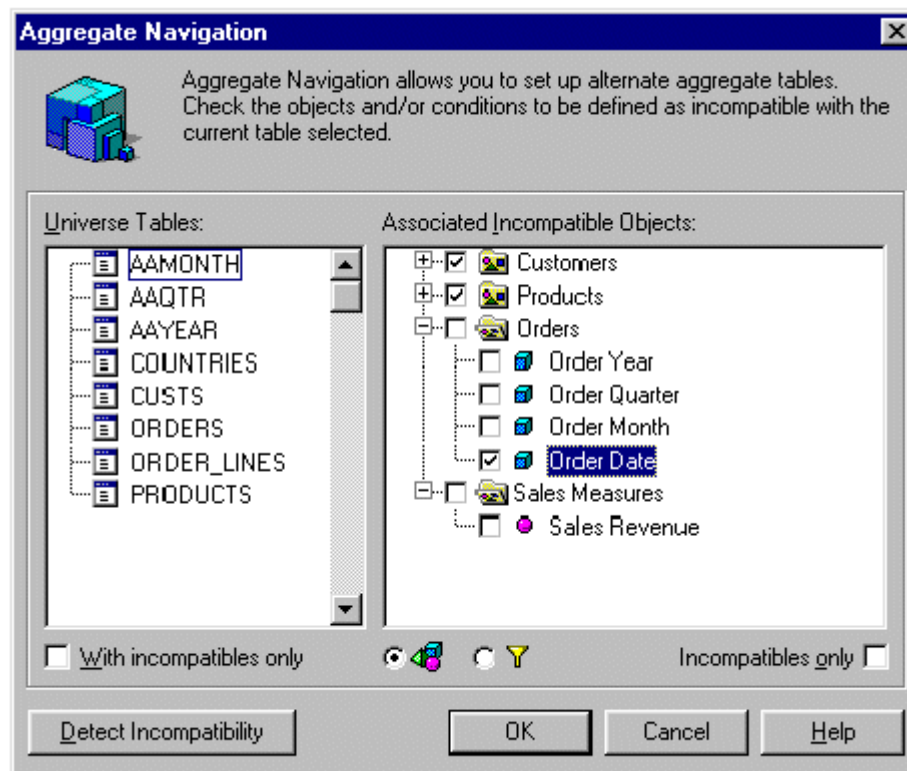 Aggregate Navigation
Aggregate Navigation allows you to set up alternate aggregate tables.
Check the objects and/or conditions to be defined as incompatible with the
current table selected.
Universe Tables:
AAMONTH
AAQTR
AAYEAR
COUNTRIES
CUSTS
ORDERS
ORDER_LINES
PRODUCTS
Associated Incompatible Objects:
Customers
Products
Orders
Order Year
Order Quarter
Order Month
Order Date
Sales Measures
Sales Revenue
With incompatibles only
Incompatibles only
Detect Incompatibility
OK
Cancel
Help